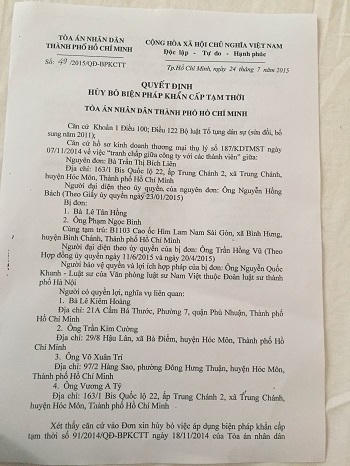 TÒA ÁN NHÂN DÂN
THÀNH PHỐ HỒ CHÍ MINH
CỘNG HÒA XÃ HỘI CHỦ NGHĨA VIỆT NAM
Độc lập - Tự do - Hạnh phúc
Số: 49 /2015/QĐ-BPKCTT
Tp.Hồ Chí Minh, ngày 24 tháng 7 năm 2015
QUYẾT ĐỊNH
HỦY BỎ BIỆN PHÁP KHẨN CẤP TẠM THỜI
TÒA ÁN NHÂN DÂN THÀNH PHỐ HỒ CHÍ MINH
Căn cứ Khoản 1 Điều 100; Điều 122 Bộ luật Tố tụng dân sự (sửa đổi, bổ
sung năm 2011);
Căn cứ hồ sơ kinh doanh thương mại thụ lý số 187/KDTMST ngày
07/11/2014 về việc “tranh chấp giữa công ty với các thành viên” giữa:
Nguyên đơn: Bà Trần Thị Bích Liên
Địa chỉ: 163/1 Bis Quốc lộ 22, ấp Trung Chánh 2, xã Trung Chánh,
huyện Hóc Môn, Thành phố Hồ Chí Minh
Người đại diện theo ủy quyền của nguyên đơn: Ông Nguyễn Hồng
Bách (Theo Giấy ủy quyền ngày 23/01/2015)
Bị đơn:
1. Bà Lê Tân Hồng
2. Ông Phạm Ngọc Bình
Cùng tạm trú: B1103 Cao ốc Him Lam Nam Sài Gòn, xã Bình Hưng,
huyện Bình Chánh, Thành phố Hồ Chí Minh
Người đại diện theo ủy quyền của bị đơn: Ông Trần Hồng Vũ (Theo
Hợp đồng ủy quyền ngày 11/6/2015 và ngày 20/4/2015)
Người bảo vệ quyền và lợi ích hợp pháp của bị đơn: Ông Nguyễn Quốc
Khanh - Luật sư của Văn phòng luật sư Nam Việt thuộc Đoàn luật sư thành
phố Hà Nội
Người có quyền lợi, nghĩa vụ liên quan:
1. Bà Lê Kiêm Hoàng
Địa chỉ: 21A Cầm Bá Thước, Phường 7, quận Phú Nhuận, Thành phố
Hồ Chí Minh
2. Ông Trần Kim Cường
Địa chỉ: 29/8 Hậu Lân, xã Bà Điểm, huyện Hóc Môn, Thành phố Hồ
Chí Minh
3. Ông Võ Xuân Trí
Địa chỉ: 97/2 Hàng Sao, phường Đông Hưng Thuận, huyện Hóc Môn,
Thành phố Hồ Chí Minh
4. Ông Vương A Tỷ
Địa chỉ: 163/1 Bis Quốc lộ 22, ấp Trung Chánh 2, xã Trung Chánh,
huyện Hóc Môn, Thành phố Hồ Chí Minh
Xét thấy căn cứ vào Đơn xin hủy bỏ việc áp dụng biện pháp khẩn cấp
tạm thời số 91/2014/QĐ-BPKCTT ngày 18/11/2014 của Tòa án nhân dân